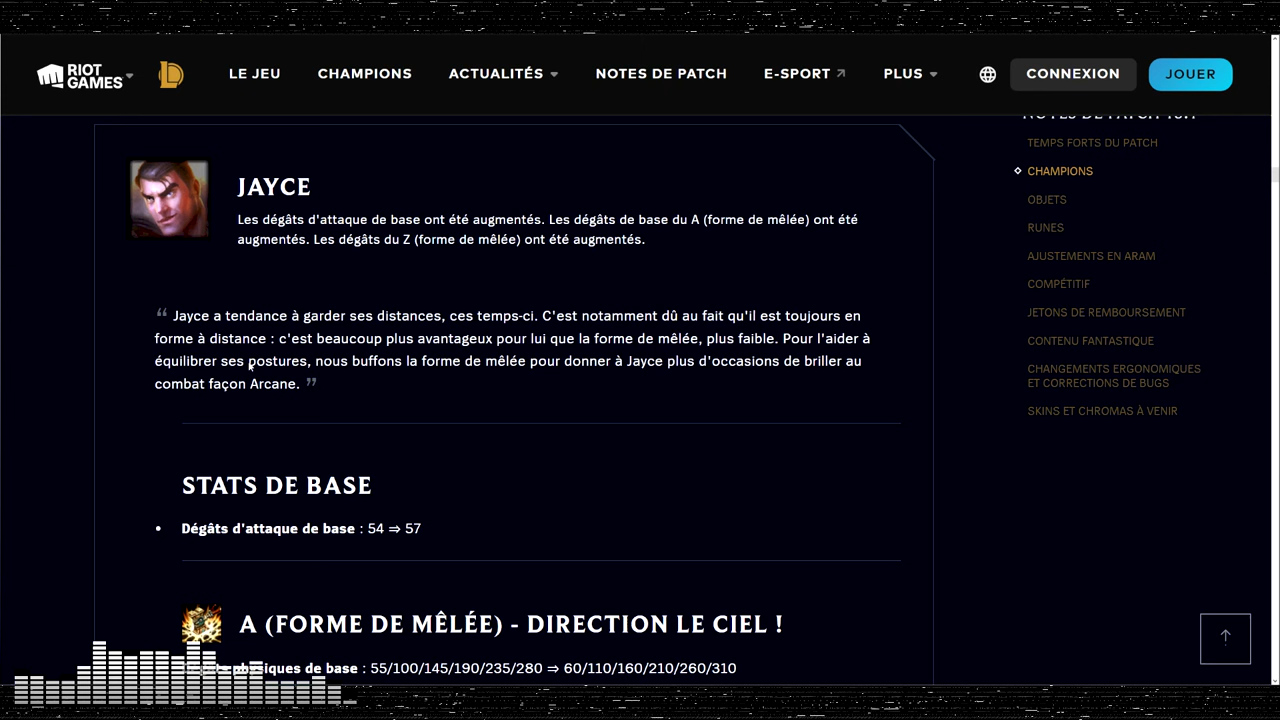 RIOT GAMES
LE JEU
CHAMPIONS
ACTUALITÉS
NOTES DE PATCH
E-SPORT
PLUS
CONNEXION
JOUER
JAYCE
Les dégâts d'attaque de base ont été augmentés. Les dégâts de base du A (forme de mêlée) ont été
augmentés. Les dégâts du Z (forme de mêlée) ont été augmentés.
“ Jayce a tendance à garder ses distances, ces temps-ci. C'est notamment dû au fait qu'il est toujours en
forme à distance : c'est beaucoup plus avantageux pour lui que la forme de mêlée, plus faible. Pour l'aider à
équilibrer ses postures, nous buffons la forme de mêlée pour donner à Jayce plus d'occasions de briller au
combat façon Arcane. ”
STATS DE BASE
• Dégâts d'attaque de base : 54 ⇒ 57
A (FORME DE MÊLÉE) - DIRECTION LE CIEL !
physiques de base : 55/100/145/190/235/280 ⇒ 60/110/160/210/260/310
NOTES DE PATCH
TEMPS FORTS DU PATCH
CHAMPIONS
OBJETS
RUNES
AJUSTEMENTS EN ARAM
COMPÉTITIF
JETONS DE REMBOURSEMENT
CONTENU FANTASTIQUE
CHANGEMENTS ERGONOMIQUES
ET CORRECTIONS DE BUGS
SKINS ET CHROMAS À VENIR